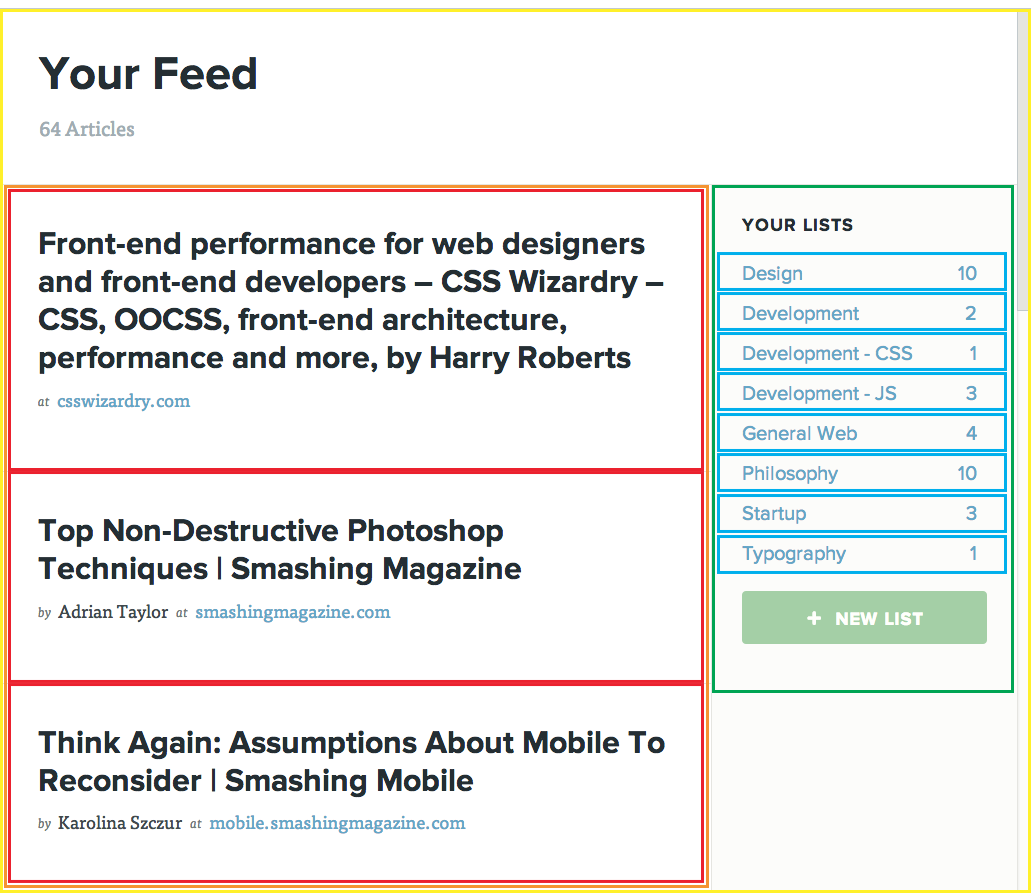 Your Feed
64 Articles
Front-end performance for web designers
and front-end developers – CSS Wizardry –
CSS, OOCSS, front-end architecture,
performance and more, by Harry Roberts
at csswizardry.com
Top Non-Destructive Photoshop
Techniques | Smashing Magazine
by Adrian Taylor at smashingmagazine.com
Think Again: Assumptions About Mobile To
Reconsider | Smashing Mobile
by Karolina Szczur at mobile.smashingmagazine.com
YOUR LISTS
Design 10
Development 2
Development - CSS 1
Development - JS 3
General Web 4
Philosophy 10
Startup 3
Typography 1
+ NEW LIST